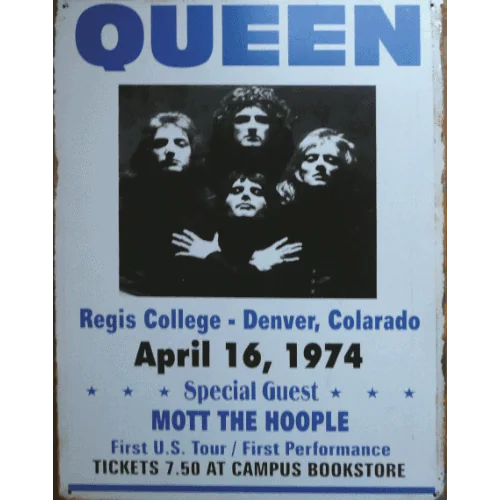 QUEEN
Regis College - Denver, Colarado
April 16, 1974
★ ★ ★ Special Guest ★ ★ ★
MOTT THE HOOPLE
First U.S. Tour / First Performance
TICKETS 7.50 AT CAMPUS BOOKSTORE